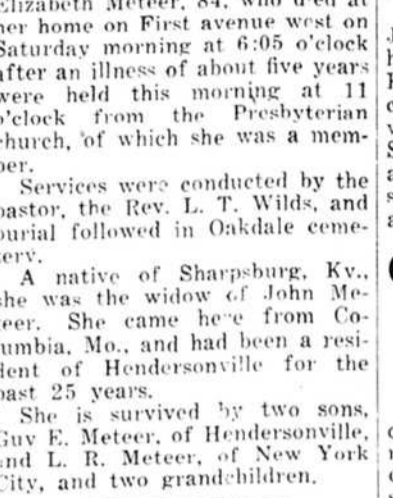 Elizabeth Meteer, 84, who died at
her home on First avenue west on
Saturday morning at 6:05 o'clock
after an illness of about five years
were held this morning at 11
o'clock from the Presbyterian
church, of which she was a mem-
ber.
Services were conducted by the
pastor, the Rev. L. T. Wilds, and
burial followed in Oakdale ceme-
tery.
A native of Sharpsburg, Ky.,
she was the widow of John Me-
teer. She came here from Co-
lumbia, Mo., and had been a resi-
dent of Hendersonville for the
past 25 years.
She is survived by two sons,
Guy E. Meteer, of Hendersonville,
and L. R. Meteer, of New York
City, and two grandchildren.